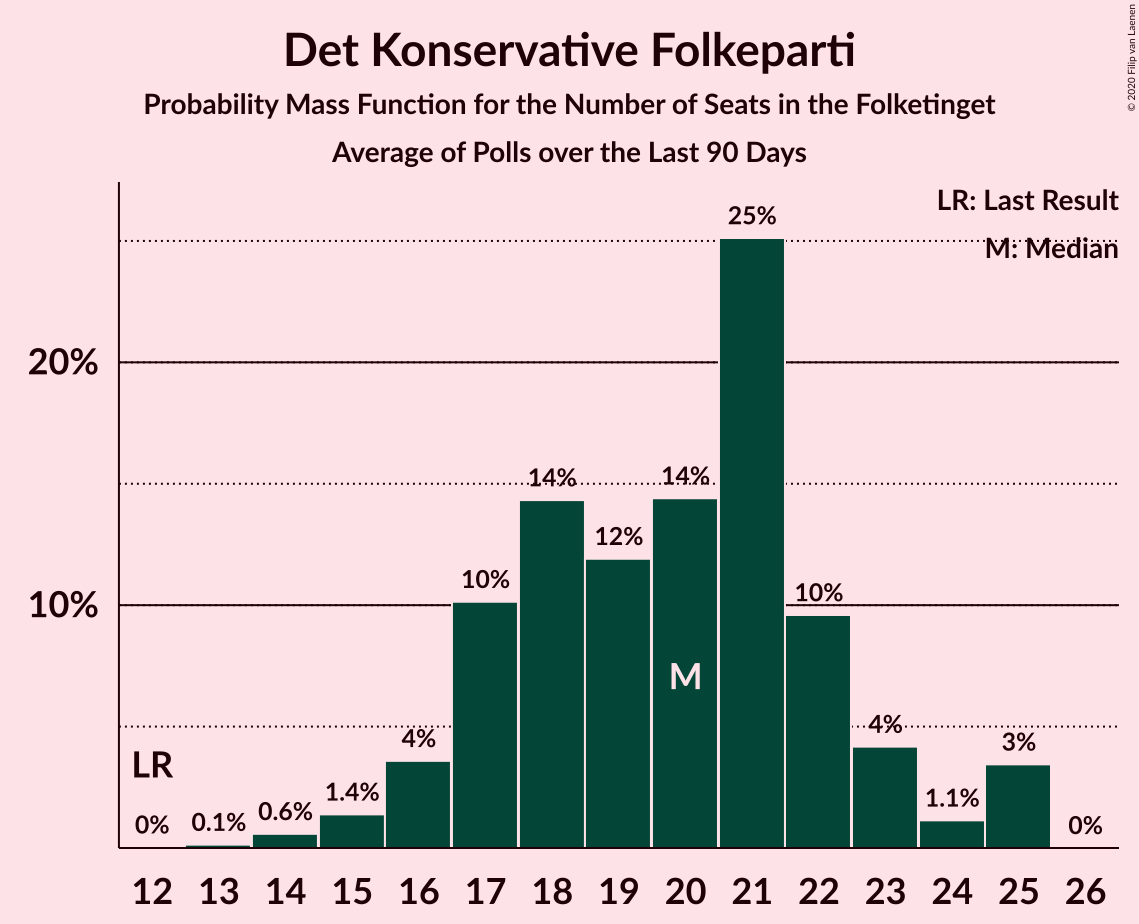 Det Konservative Folkeparti
Probability Mass Function for the Number of Seats in the Folketinget
Average of Polls over the Last 90 Days
© 2020 Filip van Laenen
LR: Last Result
M: Median
25%
20%
14%
14%
12%
10%
10%
10%
M
4%
4%
3%
LR
1.4%
1.1%
0.6%
0%
0.1%
0%
12 13 14 15 16 17 18 19 20 21 22 23 24 25 26